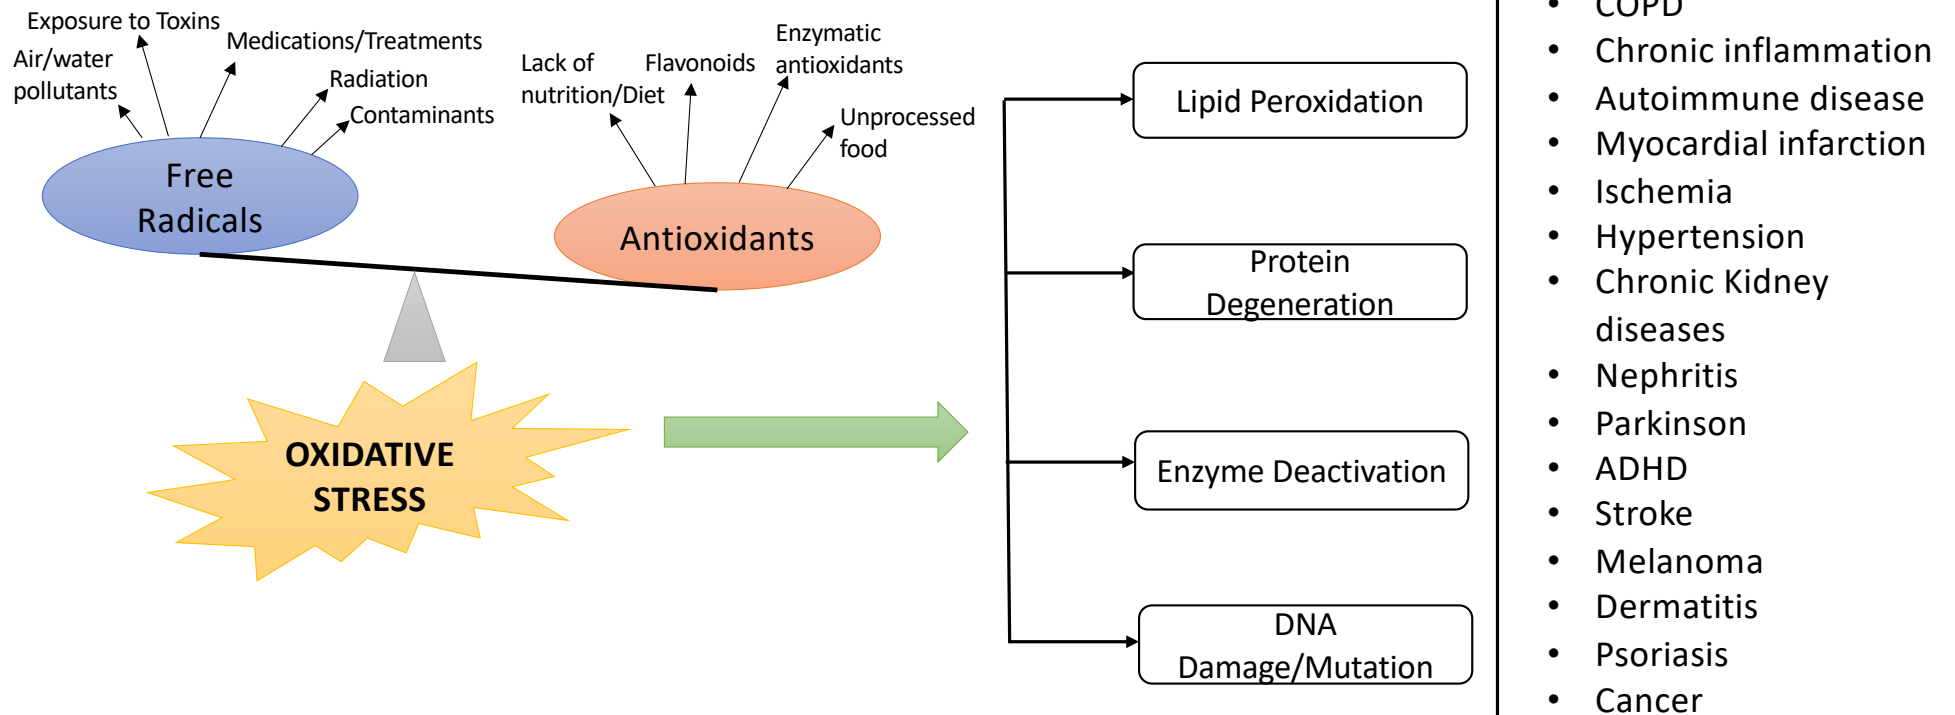 Exposure to Toxins
Air/water
pollutants
Medications/Treatments
Radiation
Contaminants
Free
Radicals
Lack of
nutrition/Diet
Flavonoids
Enzymatic
antioxidants
Unprocessed
food
Antioxidants
OXIDATIVE
STRESS
Lipid Peroxidation
Protein
Degeneration
Enzyme Deactivation
DNA
Damage/Mutation
• COPD
• Chronic inflammation
• Autoimmune disease
• Myocardial infarction
• Ischemia
• Hypertension
• Chronic Kidney
diseases
• Nephritis
• Parkinson
• ADHD
• Stroke
• Melanoma
• Dermatitis
• Psoriasis
• Cancer